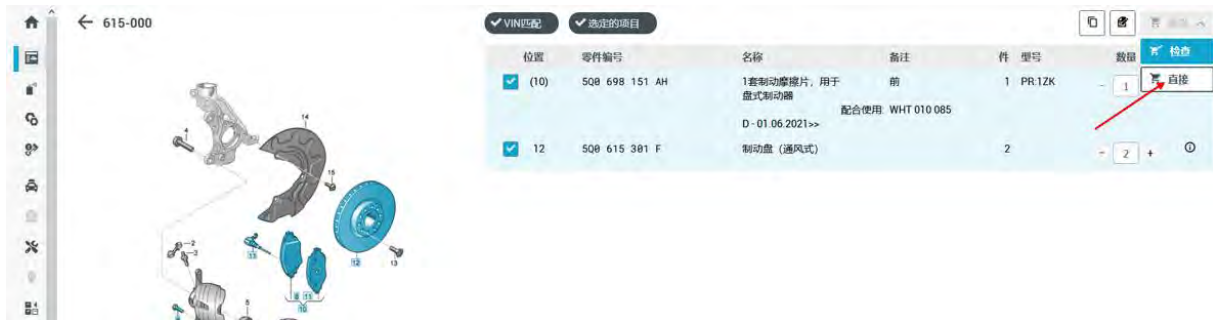 615-000
VIN匹配
选定的项目
位置 零件编号 名称 备注 件 型号 数量
检查
直接
(10) 5Q0 698 151 AH 1套制动摩擦片，用于 前 1 PR:1ZK - 1
盘式制动器
配合使用: WHT 010 085
D - 01.06.2021>>
12 5Q0 615 301 F 制动盘（通风式） 2 - 2 +
14
4
15
2
3
11
12
13
8 11
10
5